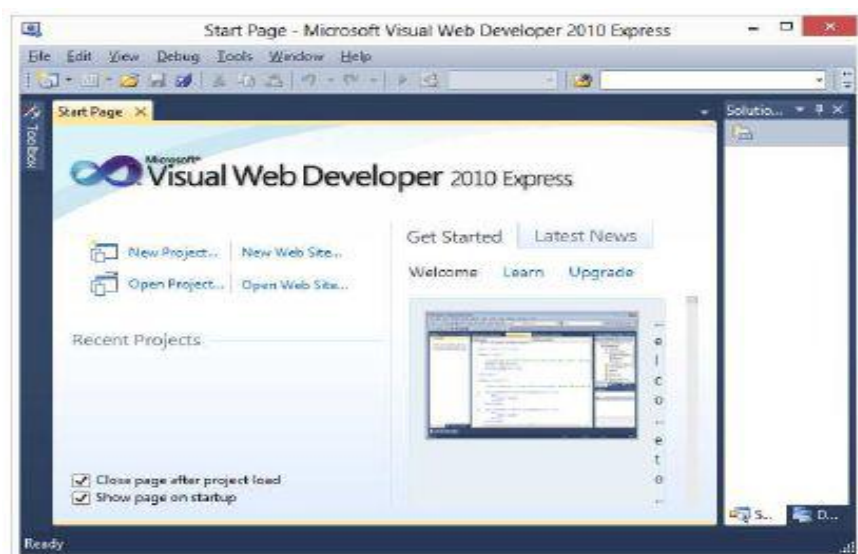 Start Page - Microsoft Visual Web Developer 2010 Express
File Edit View Debug Tools Window Help
Toolbox
Start Page
Solutio...
Microsoft®
Visual Web Developer 2010 Express
New Project... New Web Site...
Open Project... Open Web Site...
Recent Projects
Get Started Latest News
Welcome Learn Upgrade
e
l
c
o
e
t
o
Close page after project load
Show page on startup
S... D...
Ready